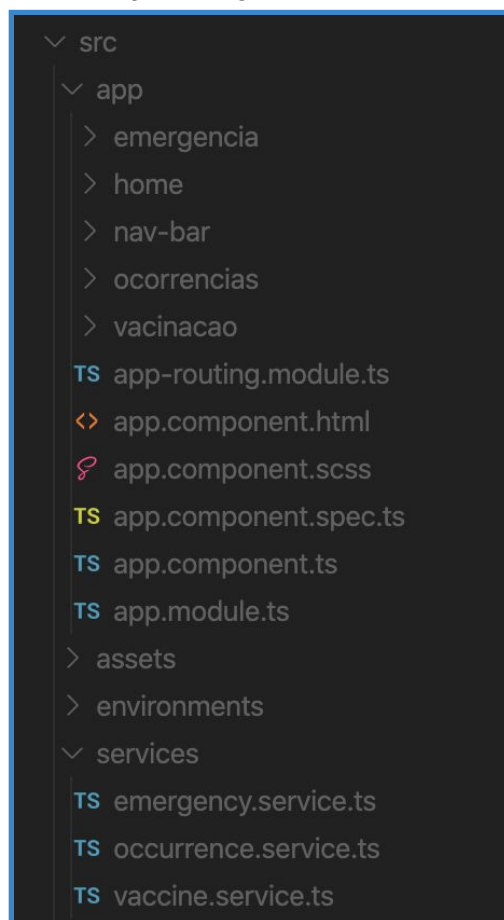 src
app
emergencia
home
nav-bar
ocorrencias
vacinacao
TS app-routing.module.ts
<> app.component.html
app.component.scss
TS app.component.spec.ts
TS app.component.ts
TS app.module.ts
assets
environments
services
TS emergency.service.ts
TS occurrence.service.ts
TS vaccine.service.ts